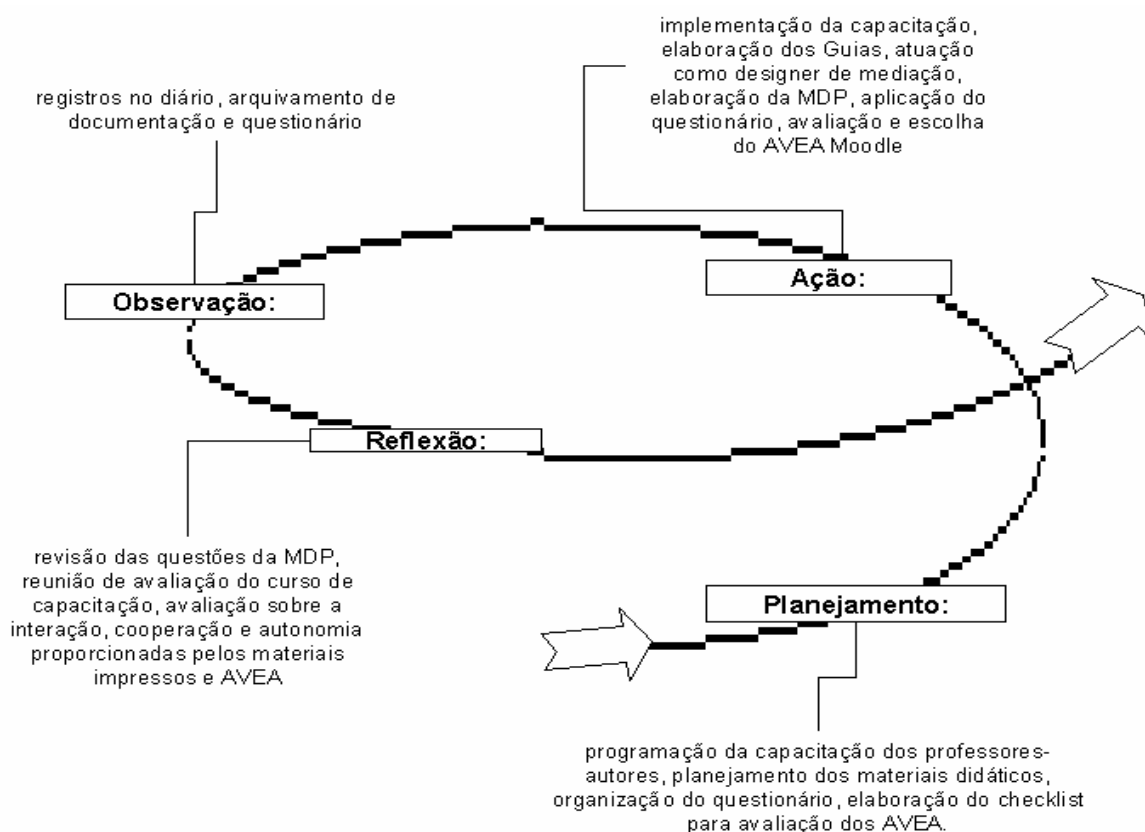 implementação da capacitação,
elaboração dos Guias, atuação
como designer de mediação,
elaboração da MDP, aplicação do
questionário, avaliação e escolha
do AVEA Moodle
registros no diário, arquivamento de
documentação e questionário
Observação:
Ação:
Reflexão:
revisão das questões da MDP,
reunião de avaliação do curso de
capacitação, avaliação sobre a
interação, cooperação e autonomia
proporcionadas pelos materiais
impressos e AVEA
Planejamento:
programação da capacitação dos professores-
autores, planejamento dos materiais didáticos,
organização do questionário, elaboração do checklist
para avaliação dos AVEA.